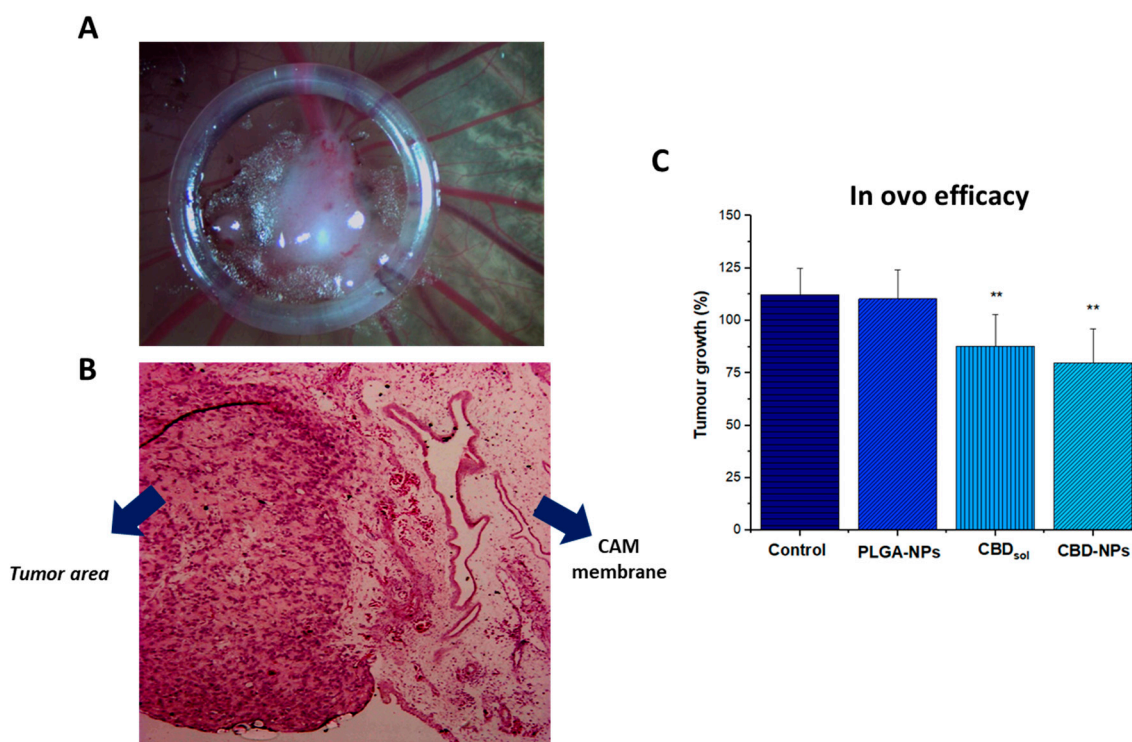 A
B
Tumor area
CAM
membrane
C
In ovo efficacy
Tumour growth (%)
150
125
100
75
50
25
0
**
**
Control
PLGA-NPs
CBDsol
CBD-NPs